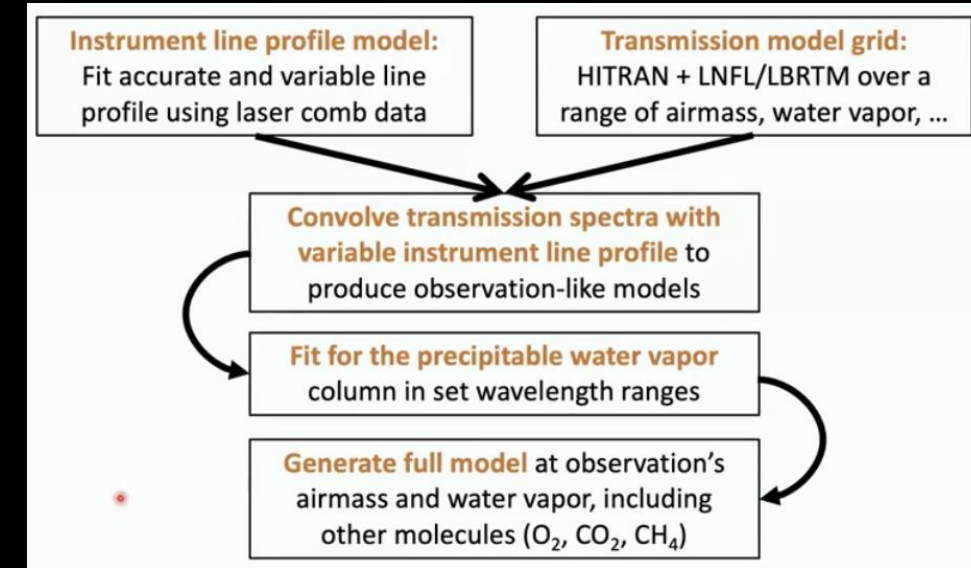 Instrument line profile model:
Fit accurate and variable line
profile using laser comb data
Transmission model grid:
HITRAN + LNFL/LBRTM over a
range of airmass, water vapor, ...
Convolve transmission spectra with
variable instrument line profile to
produce observation-like models
Fit for the precipitable water vapor
column in set wavelength ranges
Generate full model at observation's
airmass and water vapor, including
other molecules (O₂, CO₂, CH₄)